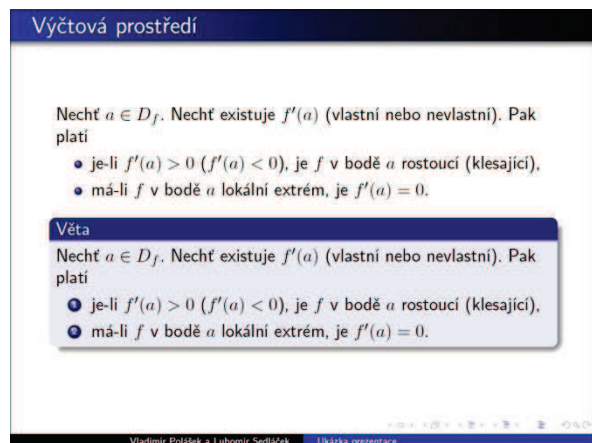 Výčtová prostředí
Nechť a ∈ D_f. Nechť existuje f′(a) (vlastní nebo nevlastní). Pak
platí
• je-li f′(a) > 0 (f′(a) < 0), je f v bodě a rostoucí (klesající),
• má-li f v bodě a lokální extrém, je f′(a) = 0.
Věta
Nechť a ∈ D_f. Nechť existuje f′(a) (vlastní nebo nevlastní). Pak
platí
1 je-li f′(a) > 0 (f′(a) < 0), je f v bodě a rostoucí (klesající),
2 má-li f v bodě a lokální extrém, je f′(a) = 0.
Vladimír Polášek a Lubomír Sedláček Ukázka prezentace